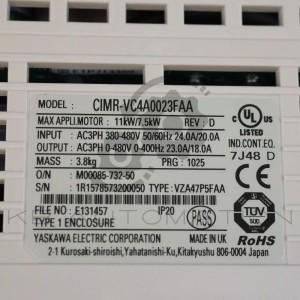 MODEL : CIMR-VC4A0023FAA
MAX APPLI.MOTOR : 11kW/7.5kW REV : D
INPUT : AC3PH 380-480V 50/60Hz 24.0A/20.0A
OUTPUT : AC3PH 0-480V 0-400Hz 23.0A/18.0A
MASS : 3.8kg PRG : 1025
O / M : M00085-732-50
S / N : 1R1578573200050 TYPE: VZA47P5FAA
FILE NO : E131457 IP20 PASS
TYPE 1 ENCLOSURE
YASKAWA ELECTRIC CORPORATION
2-1 Kurosaki-shiroishi,Yahatanishi-Ku,Kitakyushu 806-0004 Japan
C UL US
LISTED
IND.CONT.EQ.
7J48 D
TÜV
RoHS